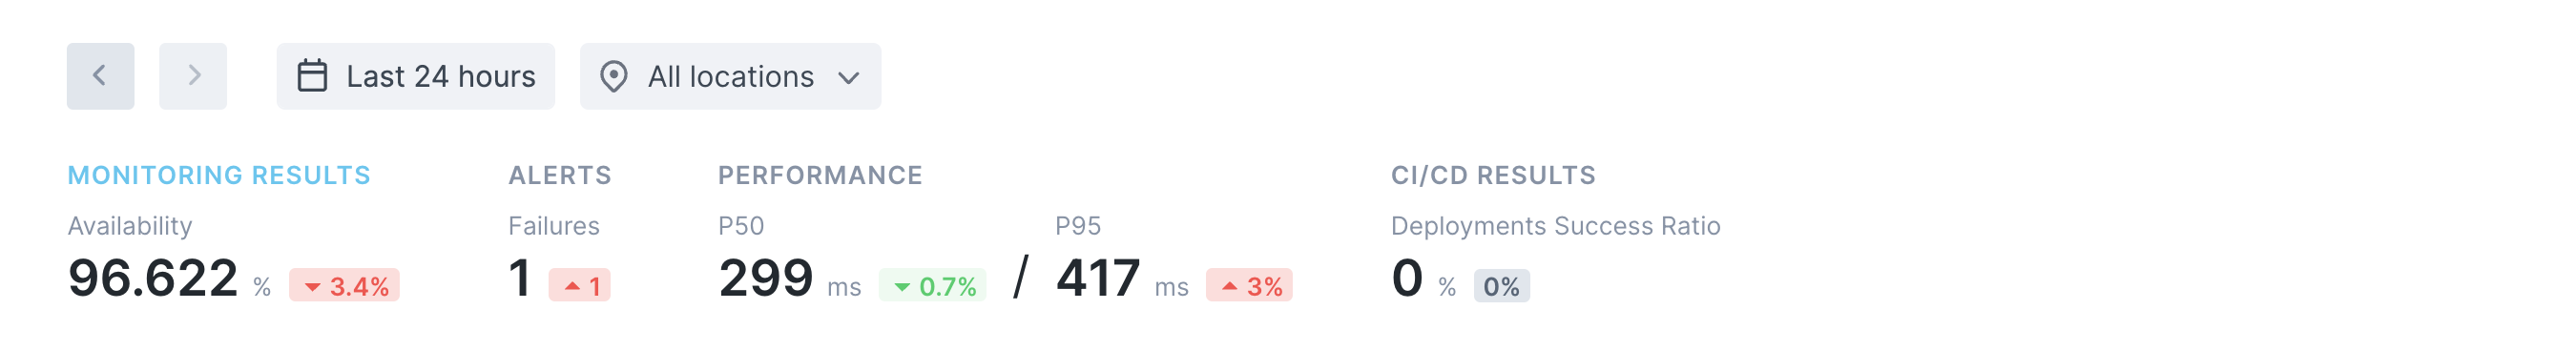 Last 24 hours All locations
MONITORING RESULTS ALERTS PERFORMANCE CI/CD RESULTS
Availability Failures P50 P95 Deployments Success Ratio
96.622 % 3.4% 1 1 299 ms 0.7% / 417 ms 3% 0 % 0%